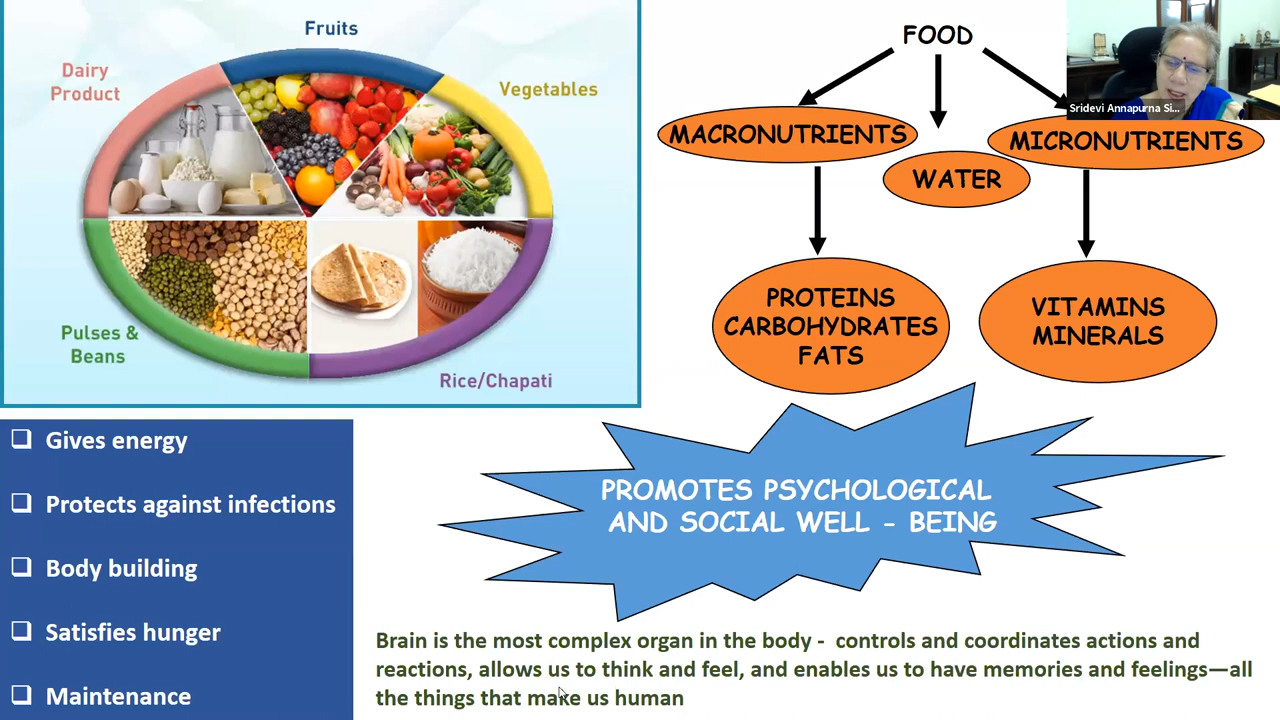 Fruits
Dairy
Product
Vegetables
Pulses &
Beans
Rice/Chapati
FOOD
Sridevi Annapurna Si...
MACRONUTRIENTS
WATER
MICRONUTRIENTS
PROTEINS
CARBOHYDRATES
FATS
VITAMINS
MINERALS
Gives energy
Protects against infections
Body building
Satisfies hunger
Maintenance
PROMOTES PSYCHOLOGICAL
AND SOCIAL WELL - BEING
Brain is the most complex organ in the body - controls and coordinates actions and
reactions, allows us to think and feel, and enables us to have memories and feelings—all
the things that make us human